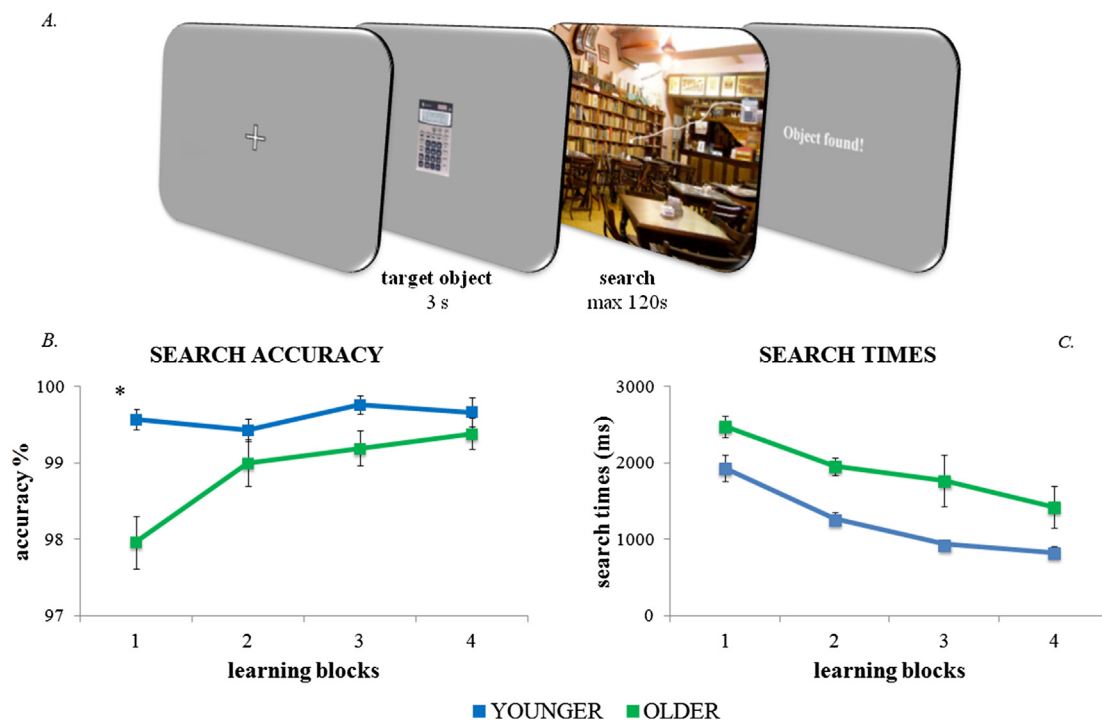 A.
Object found!
target object
3 s
search
max 120s
B.
SEARCH ACCURACY
*
accuracy %
100
99
98
97
1 2 3 4
learning blocks
SEARCH TIMES
C.
search times (ms)
3000
2000
1000
0
1 2 3 4
learning blocks
YOUNGER OLDER